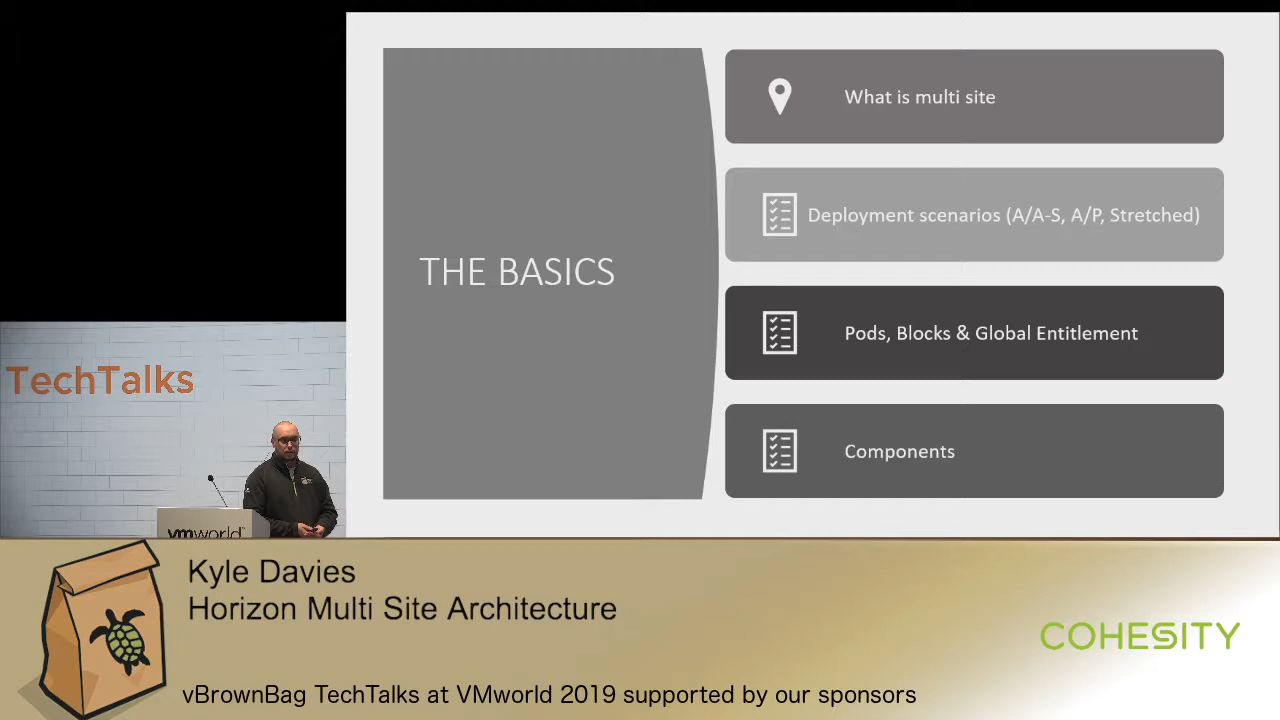 THE BASICS
What is multi site
Deployment scenarios (A/A-S, A/P, Stretched)
Pods, Blocks & Global Entitlement
Components
TechTalks
vmworld™
Kyle Davies
Horizon Multi Site Architecture
COHESITY
vBrownBag TechTalks at VMworld 2019 supported by our sponsors